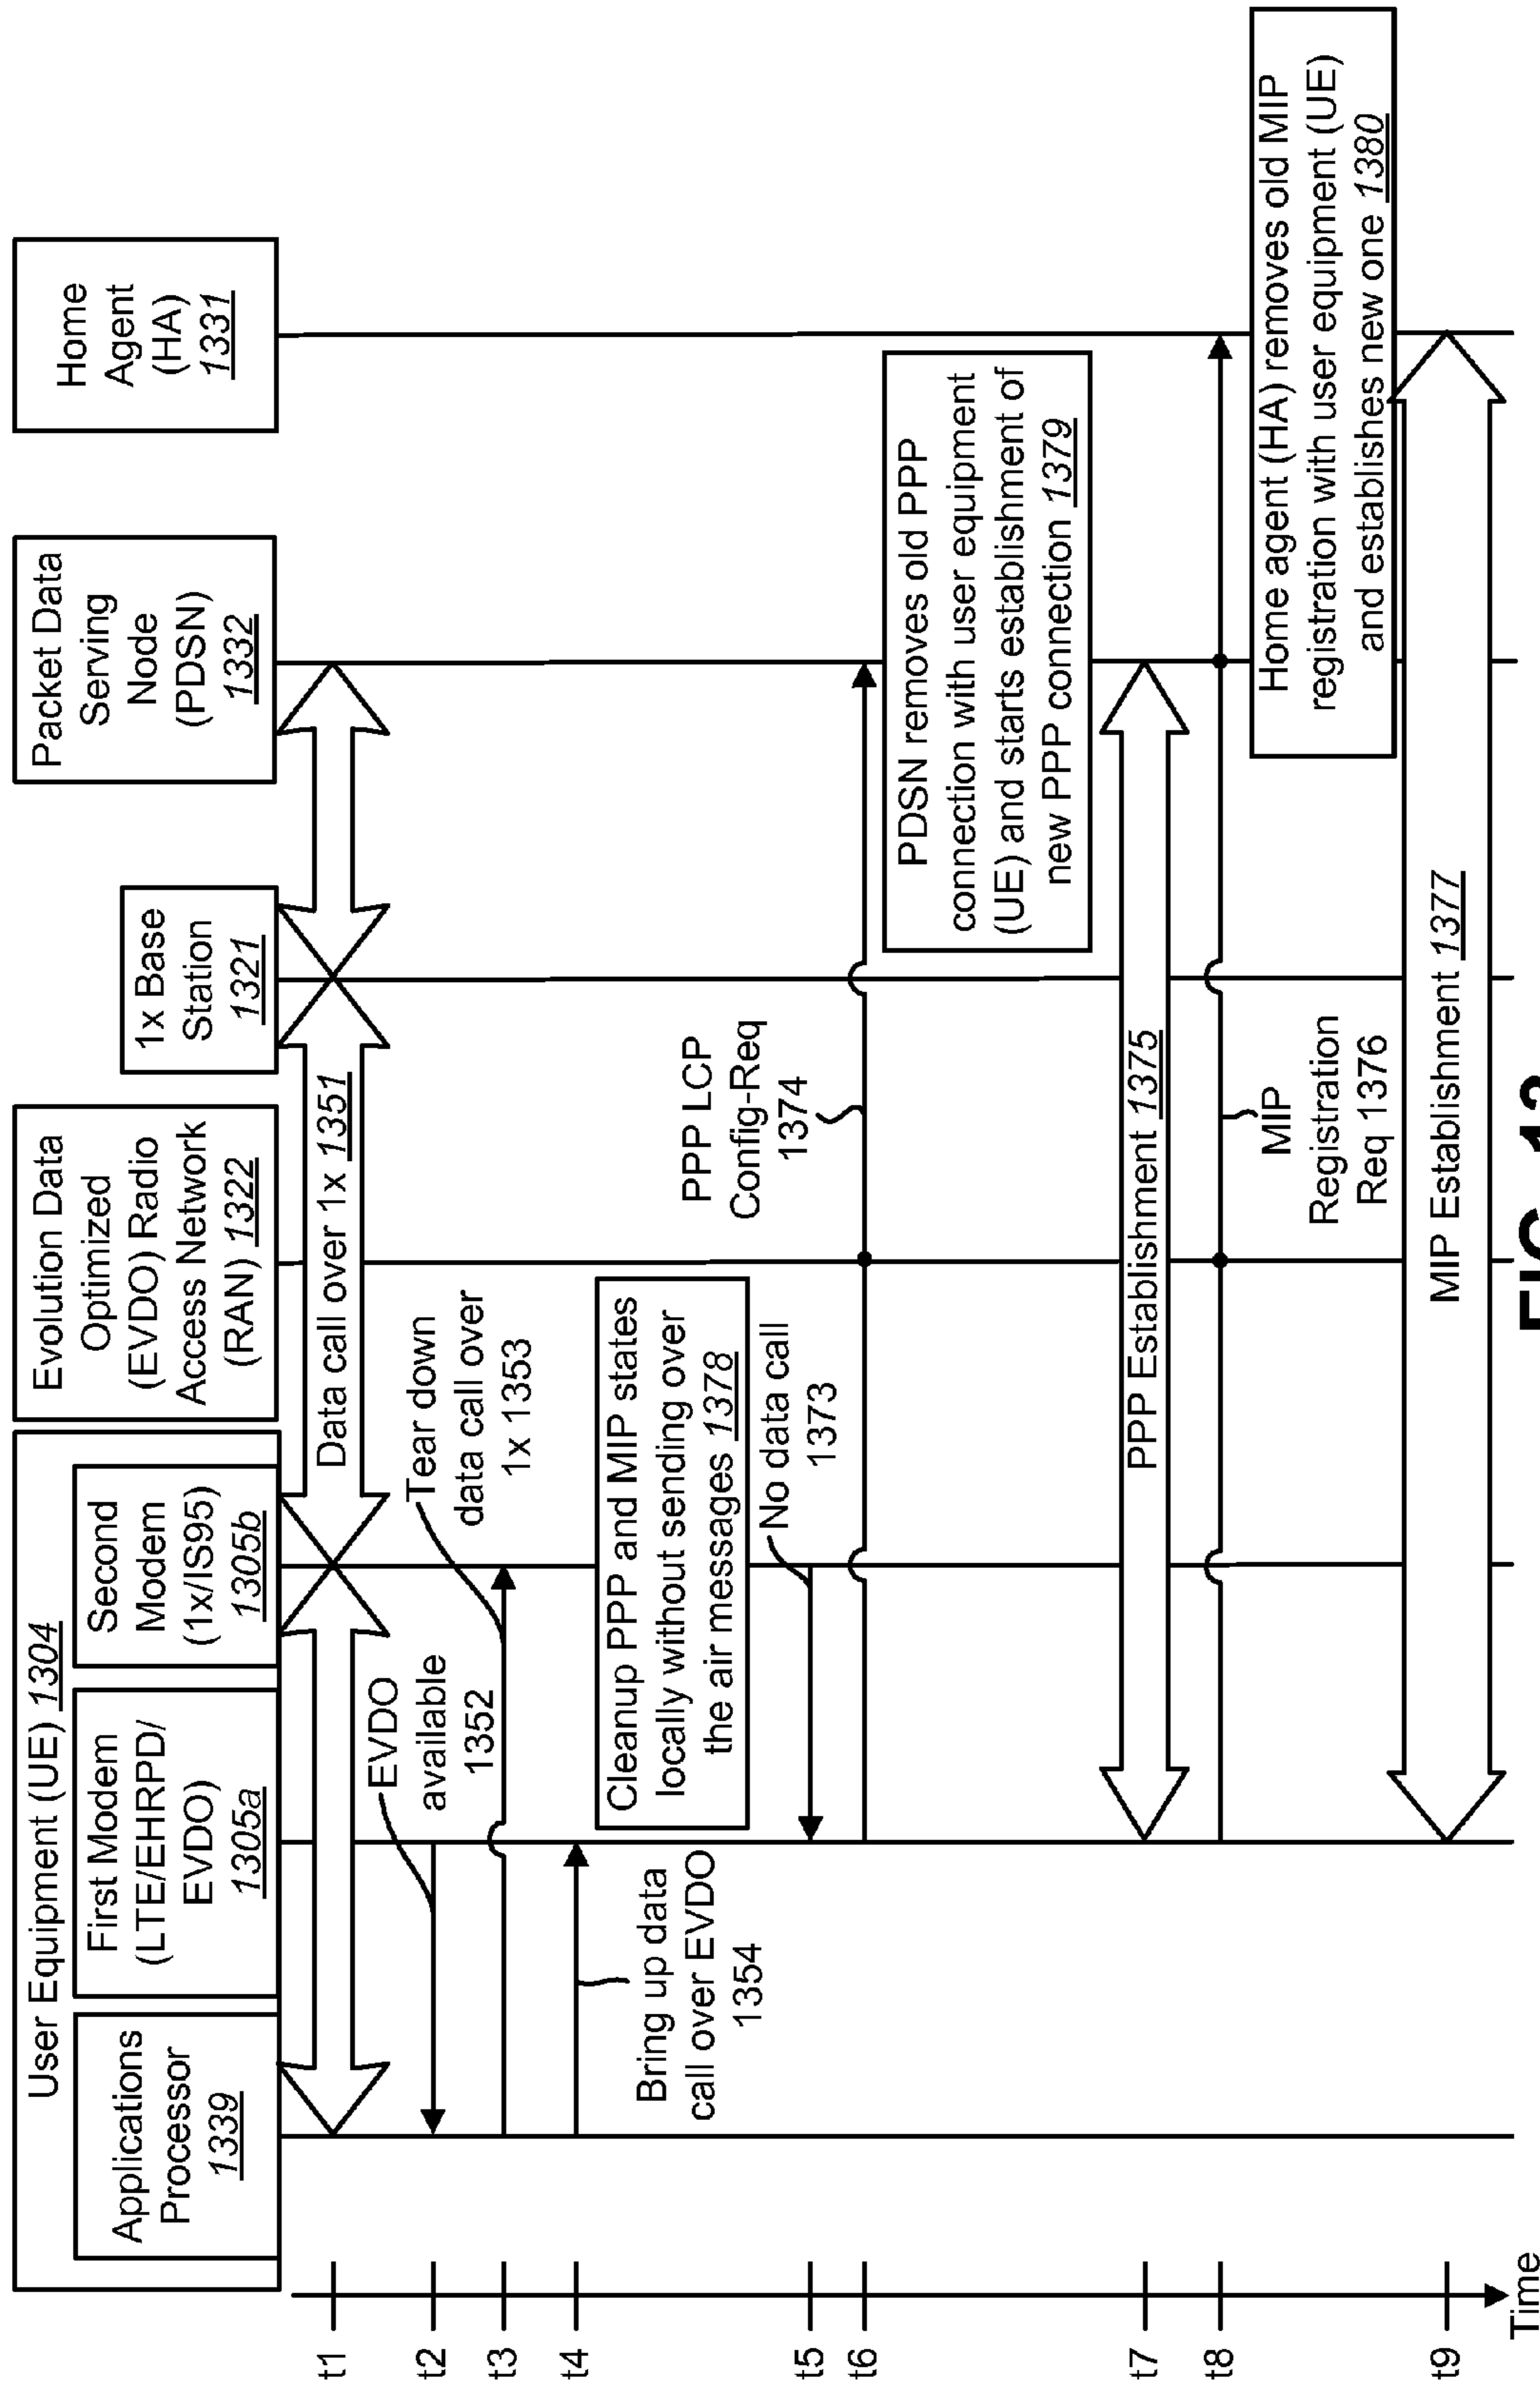 User Equipment (UE) 1304
Applications
Processor
1339
First Modem
(LTE/EHRPD/
EVDO)
1305a
Second
Modem
(1x/IS95)
1305b
Evolution Data
Optimized
(EVDO) Radio
Access Network
(RAN) 1322
1x Base
Station
1321
Packet Data
Serving
Node
(PDSN)
1332
Home
Agent
(HA)
1331
t1
Data call over 1x 1351
t2
EVDO
available
1352
t3
Tear down
data call over
1x 1353
t4
Bring up data
call over EVDO
1354
Cleanup PPP and MIP states
locally without sending over
the air messages 1378
t5
No data call
1373
t6
PPP LCP
Config-Req
1374
PDSN removes old PPP
connection with user equipment
(UE) and starts establishment of
new PPP connection 1379
t7
PPP Establishment 1375
t8
MIP
Registration
Req 1376
Home agent (HA) removes old MIP
registration with user equipment (UE)
and establishes new one 1380
t9
MIP Establishment 1377
Time